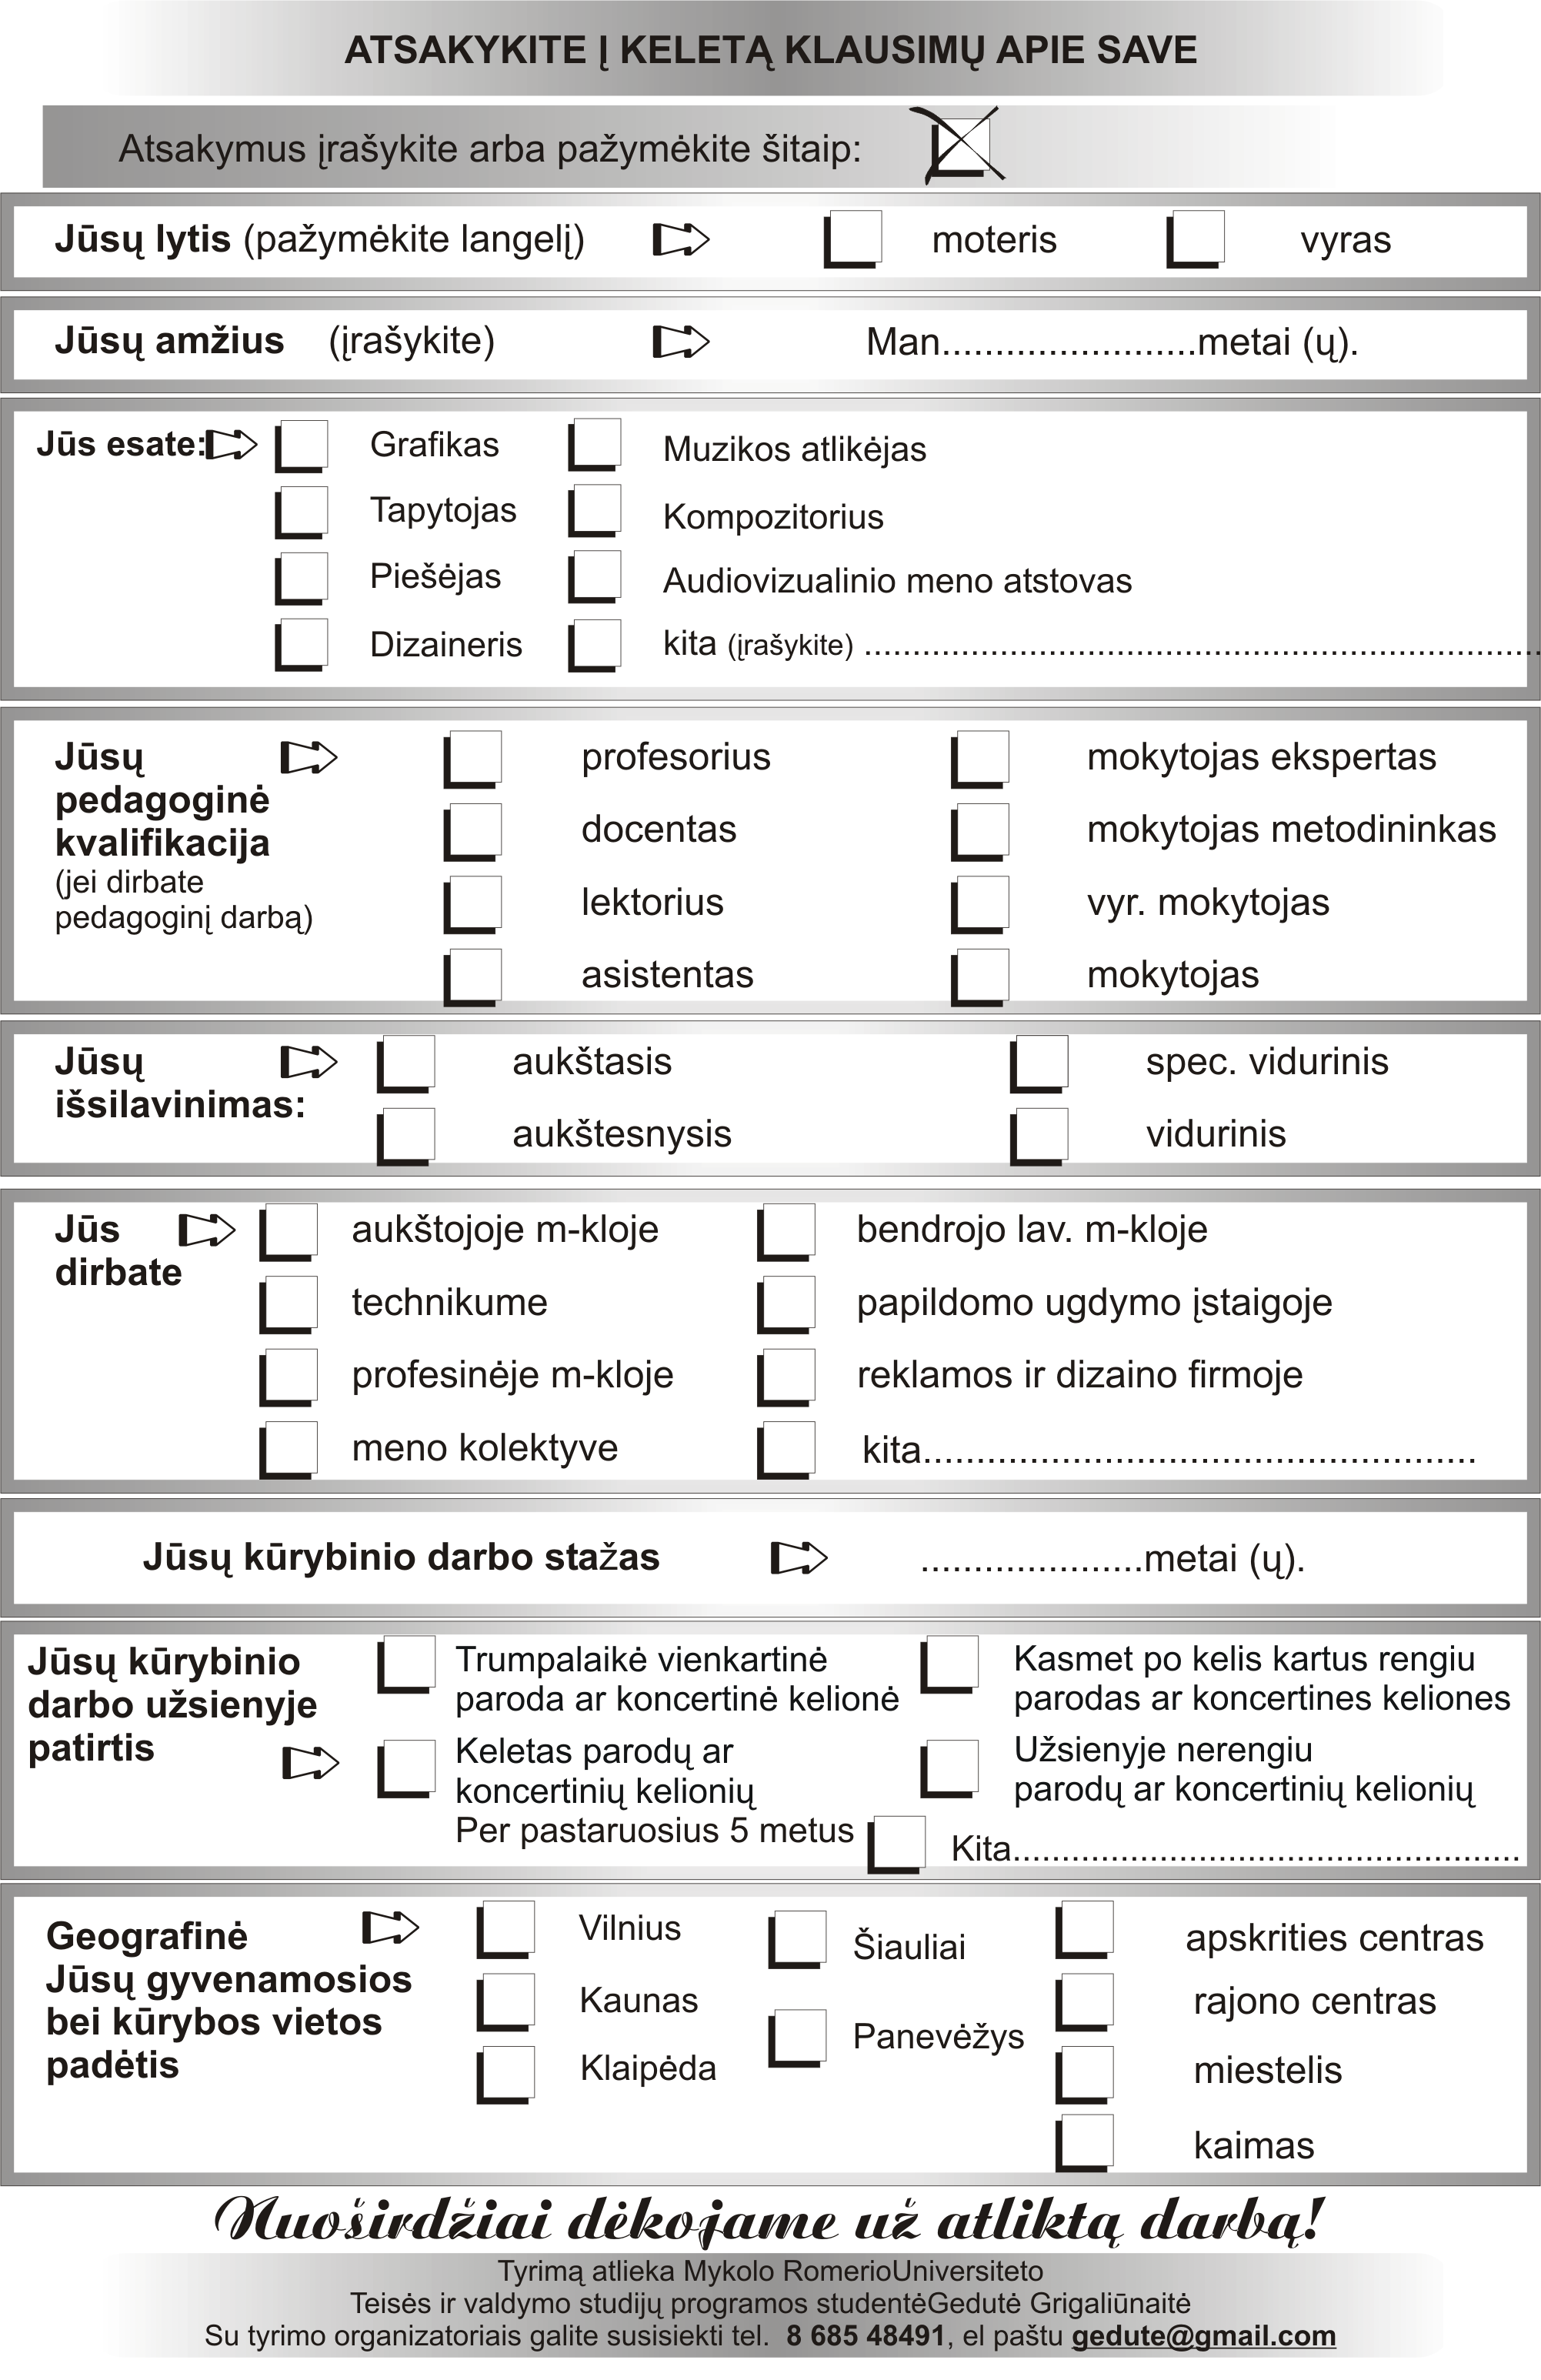 ATSAKYKITE Į KELETĄ KLAUSIMŲ APIE SAVE
Atsakymus įrašykite arba pažymėkite šitaip:
Jūsų lytis (pažymėkite langelį) moteris vyras
Jūsų amžius (įrašykite) Man........................metai (ų).
Jūs esate: Grafikas Muzikos atlikėjas
Tapytojas Kompozitorius
Piešėjas Audiovizualinio meno atstovas
Dizaineris kita (įrašykite) ......................................................................
Jūsų profesorius mokytojas ekspertas
pedagoginė
kvalifikacija docentas mokytojas metodininkas
(jei dirbate lektorius vyr. mokytojas
pedagoginį darbą)
asistentas mokytojas
Jūsų aukštasis spec. vidurinis
išsilavinimas:
aukštesnysis vidurinis
Jūs aukštojoje m-kloje bendrojo lav. m-kloje
dirbate
technikume papildomo ugdymo įstaigoje
profesinėje m-kloje reklamos ir dizaino firmoje
meno kolektyve kita.....................................................
Jūsų kūrybinio darbo stažas .....................metai (ų).
Jūsų kūrybinio
darbo užsienyje
patirtis
Trumpalaikė vienkartinė
paroda ar koncertinė kelionė
Kasmet po kelis kartus rengiu
parodas ar koncertines keliones
Keletas parodų ar
koncertinių kelionių
Per pastaruosius 5 metus
Užsienyje nerengiu
parodų ar koncertinių kelionių
Kita....................................................
Geografinė
Jūsų gyvenamosios
bei kūrybos vietos
padėtis
Vilnius
Kaunas
Klaipėda
Šiauliai
Panevėžys
apskrities centras
rajono centras
miestelis
kaimas
Nuoširdžiai dėkojame už atliktą darbą!
Tyrimą atlieka Mykolo RomerioUniversiteto
Teisės ir valdymo studijų programos studentėGedutė Grigaliūnaitė
Su tyrimo organizatoriais galite susisiekti tel. 8 685 48491, el paštu gedute@gmail.com